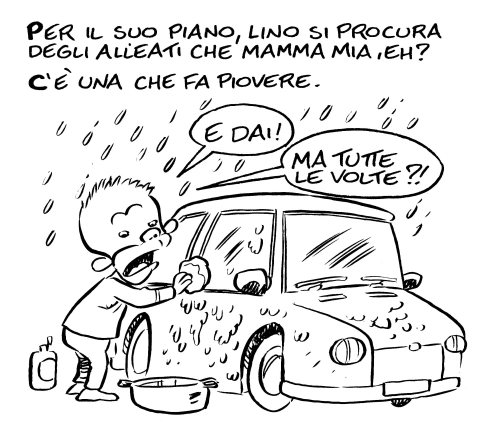 PER IL SUO PIANO, LINO SI PROCURA
DEGLI ALLEATI CHE MAMMA MIA, EH?
C'È UNA CHE FA PIOVERE.
E DAI!
MA TUTTE
LE VOLTE?!